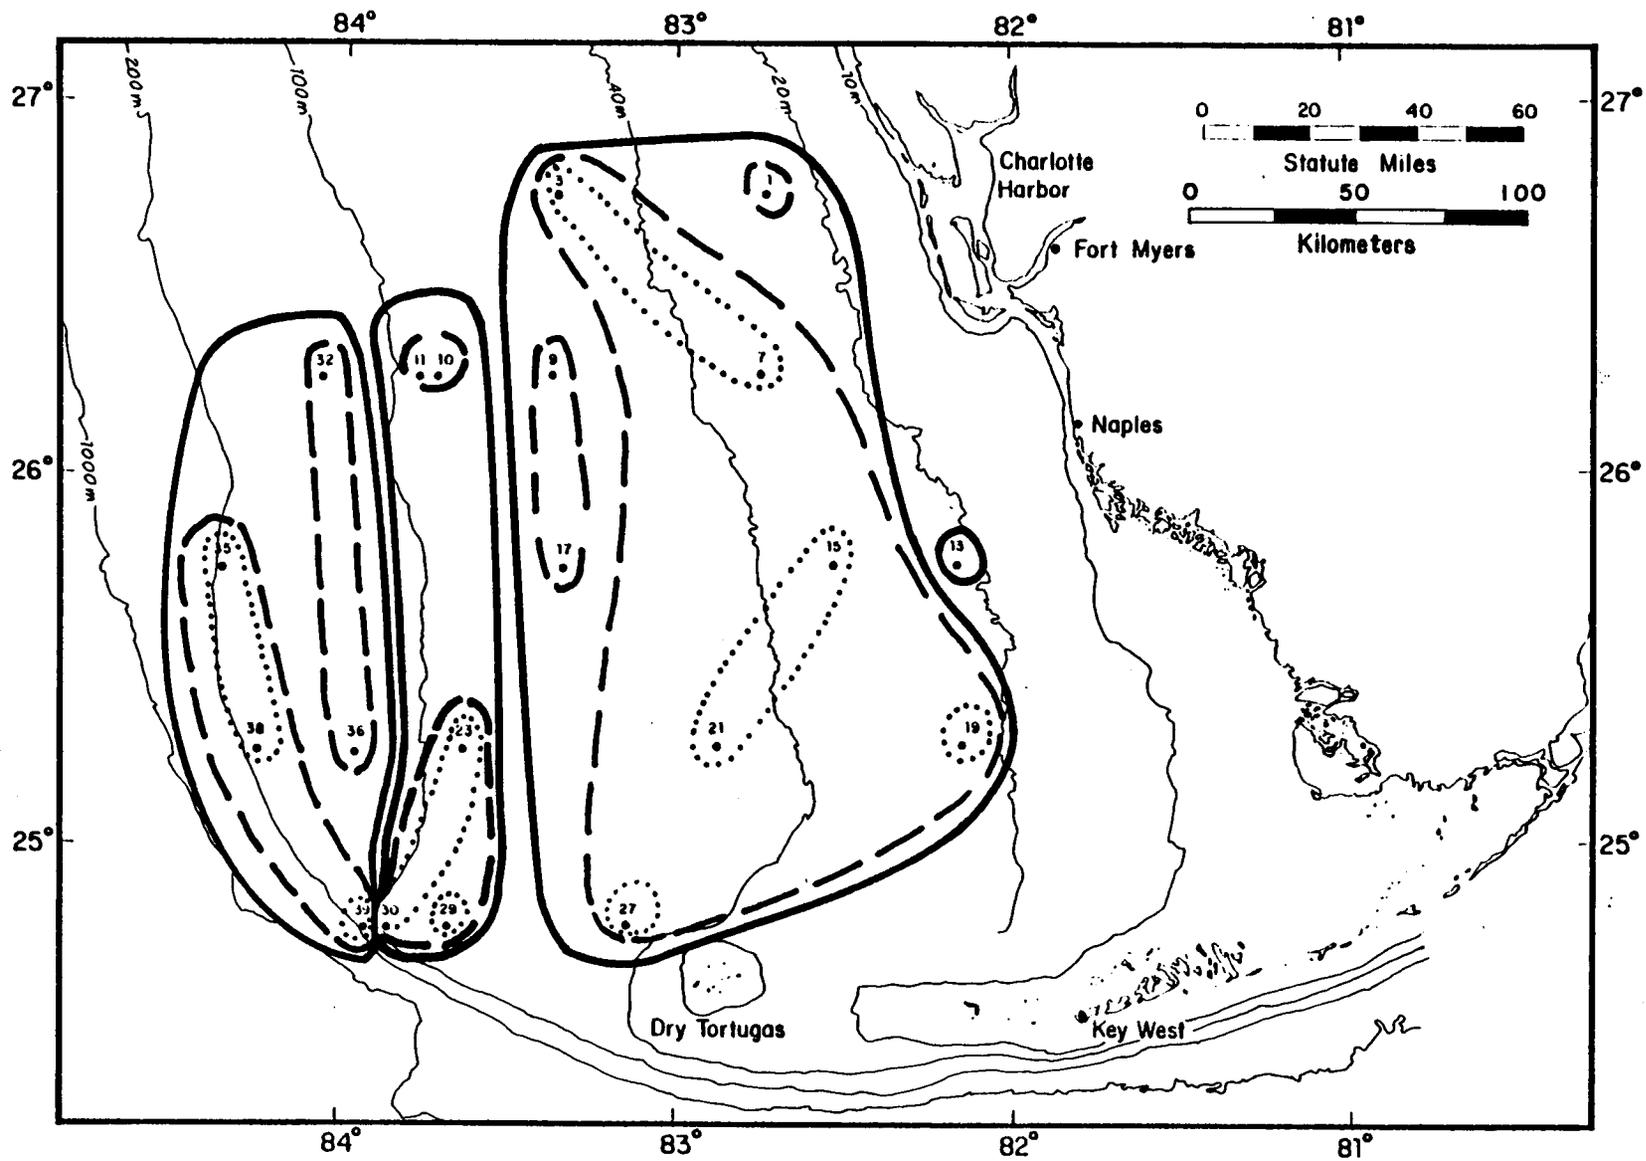 84° 83° 82° 81°
200m 100m 40m 20m 10m
27° 27°
0 20 40 60
Statute Miles
0 50 100
Kilometers
Charlotte
Harbor
3 1
Fort Myers
32 11 10 9 7
Naples
1000m
26° 26°
35 17 15 13
38 36 23 21 19
25° 25°
39 30 29 27
Dry Tortugas Key West
84° 83° 82° 81°